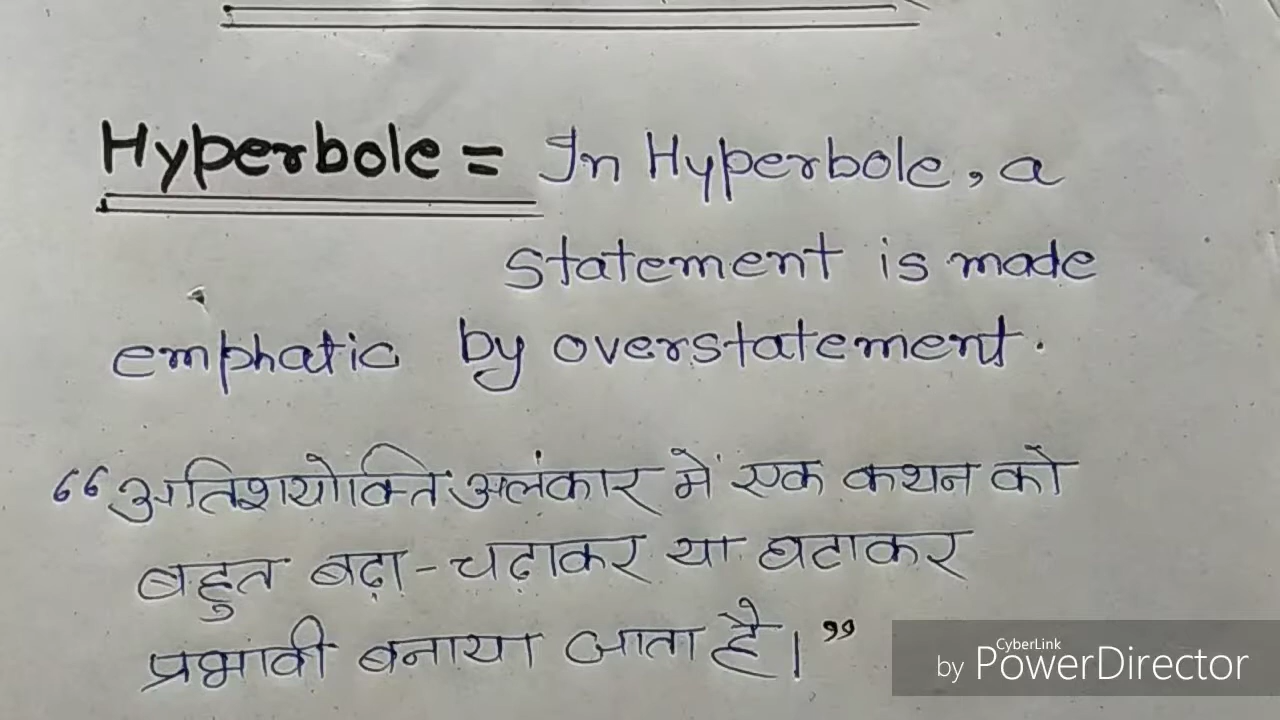 Hyperbole = In Hyperbole, a
statement is made
emphatic by overstatement.
“अतिशयोक्ति अलंकार में एक कथन को
बहुत बढ़ा-चढ़ाकर या घटाकर
प्रभावी बनाया जाता है।”
CyberLink
by PowerDirector